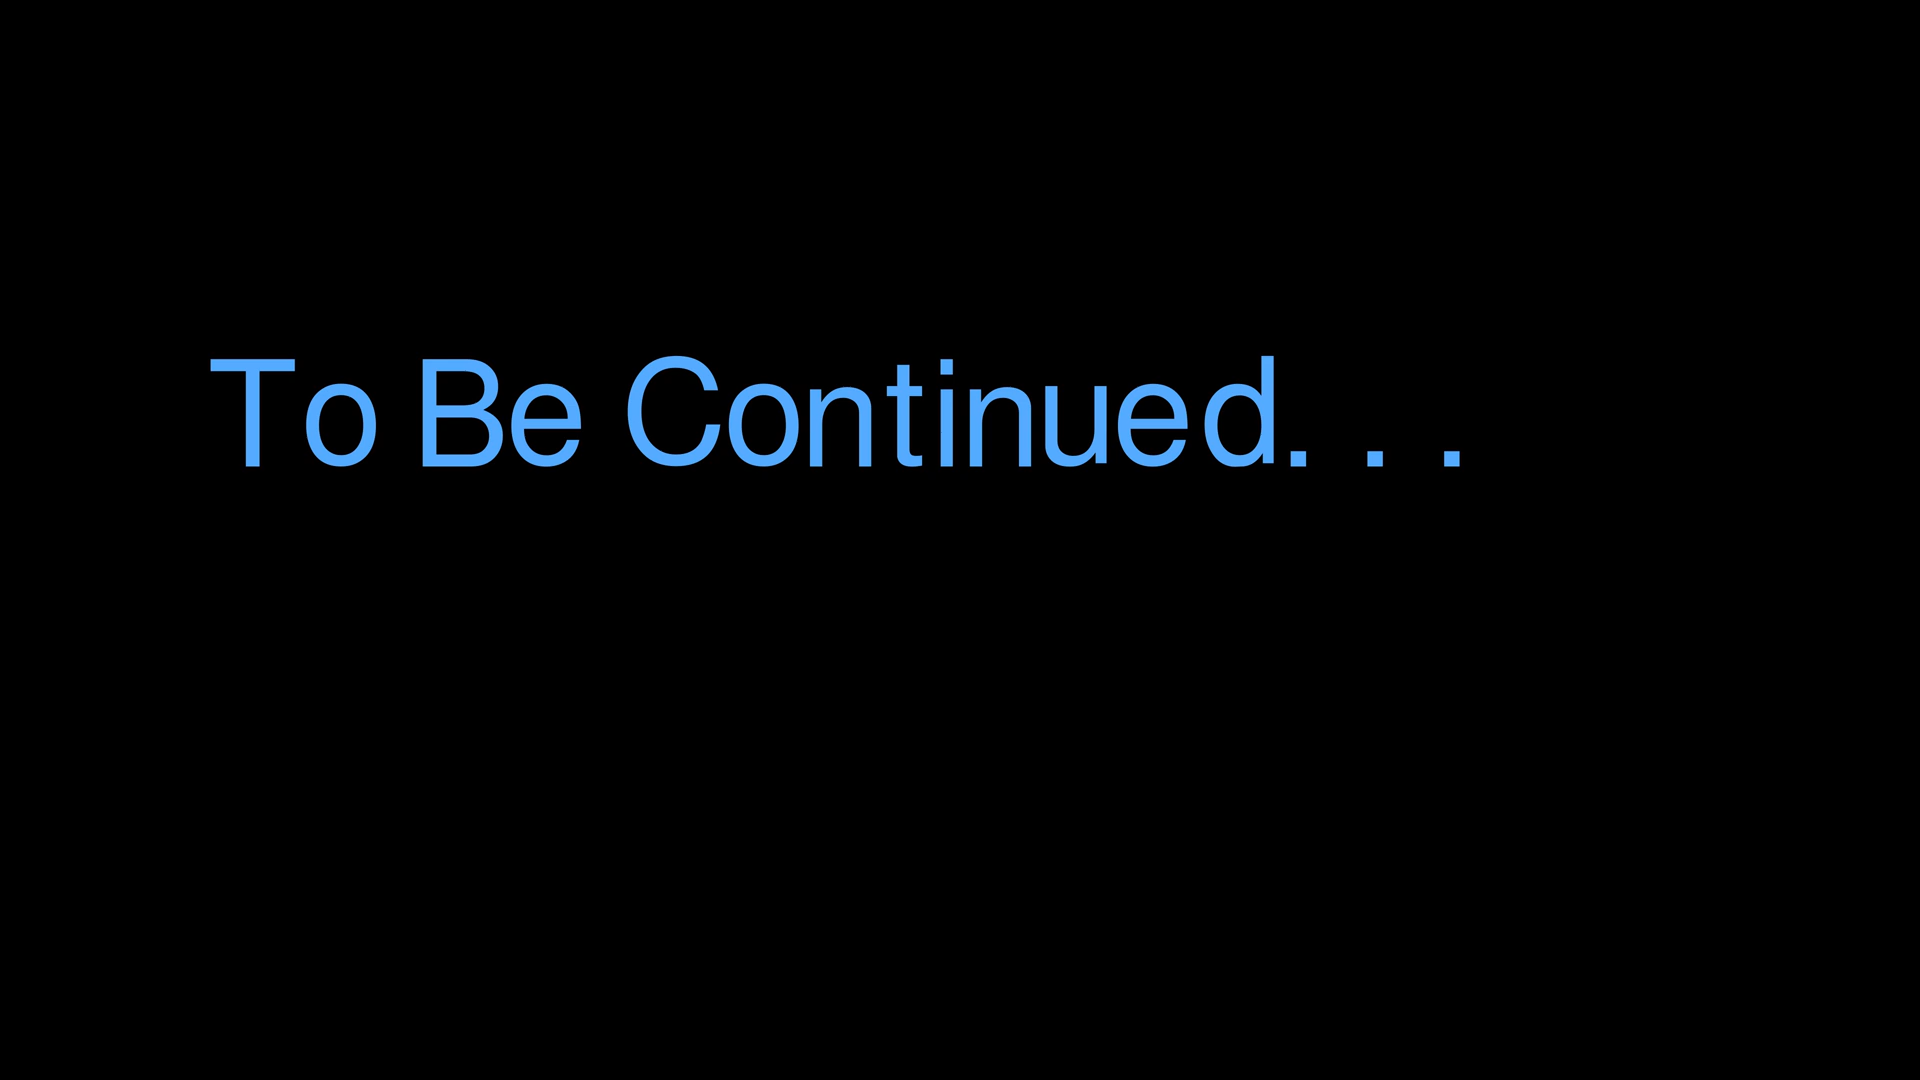 To Be Continued. . .